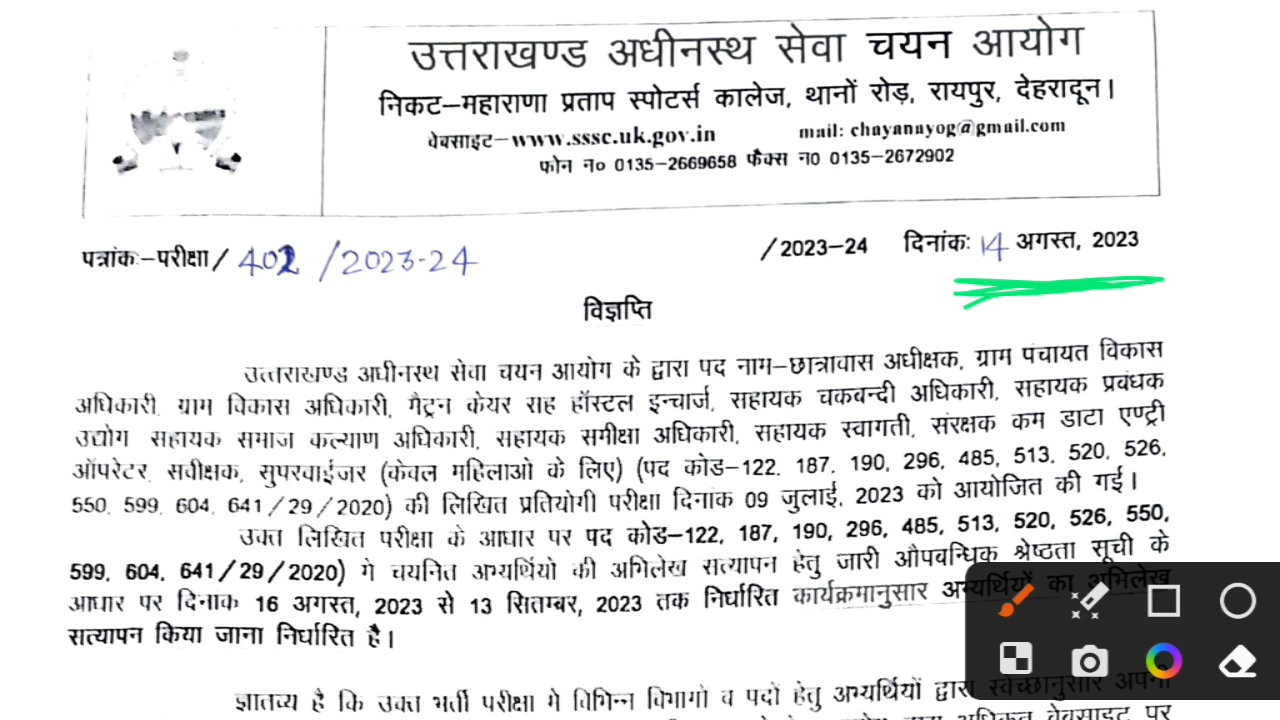 उत्तराखण्ड अधीनस्थ सेवा चयन आयोग
निकट–महाराणा प्रताप स्पोटर्स कालेज, थानों रोड़, रायपुर, देहरादून।
वेबसाइट–www.sssc.uk.gov.in mail: chayanayog@gmail.com
फोन न० 0135–2669658 फैक्स न0 0135–2672902
पत्रांकः–परीक्षा/ 402 /2023-24 /2023–24 दिनांकः 14 अगस्त, 2023
विज्ञप्ति
उत्तराखण्ड अधीनस्थ सेवा चयन आयोग के द्वारा पद नाम–छात्रावास अधीक्षक, ग्राम पंचायत विकास
अधिकारी, ग्राम विकास अधिकारी, मैट्रन केयर सह हॉस्टल इन्चार्ज, सहायक चकबन्दी अधिकारी, सहायक प्रबंधक
उद्योग सहायक समाज कल्याण अधिकारी, सहायक समीक्षा अधिकारी, सहायक स्वागती, संरक्षक कम डाटा एण्ट्री
ऑपरेटर, सवीक्षक, सुपरवाईजर (केवल महिलाओं के लिए) (पद कोड–122, 187, 190, 296, 485, 513, 520, 526,
550, 599, 604, 641/29/2020) की लिखित प्रतियोगी परीक्षा दिनांक 09 जुलाई, 2023 को आयोजित की गई।
उक्त लिखित परीक्षा के आधार पर पद कोड–122, 187, 190, 296, 485, 513, 520, 526, 550,
599, 604, 641/29/2020) मे चयनित अभ्यर्थियो की अभिलेख सत्यापन हेतु जारी औपवन्धिक श्रेष्ठता सूची के
आधार पर दिनाक 16 अगस्त, 2023 से 13 सितम्बर, 2023 तक निर्धारित कार्यक्रमानुसार अभ्यर्थियों का अभिलेख
सत्यापन किया जाना निर्धारित है।
ज्ञातव्य है कि उक्त भर्ती परीक्षा मे विभिन्न विभागो व पदों हेतु अभ्यर्थियों द्वारा स्वेच्छानुसार अपनी
अधिकृत वेबसाइट पर